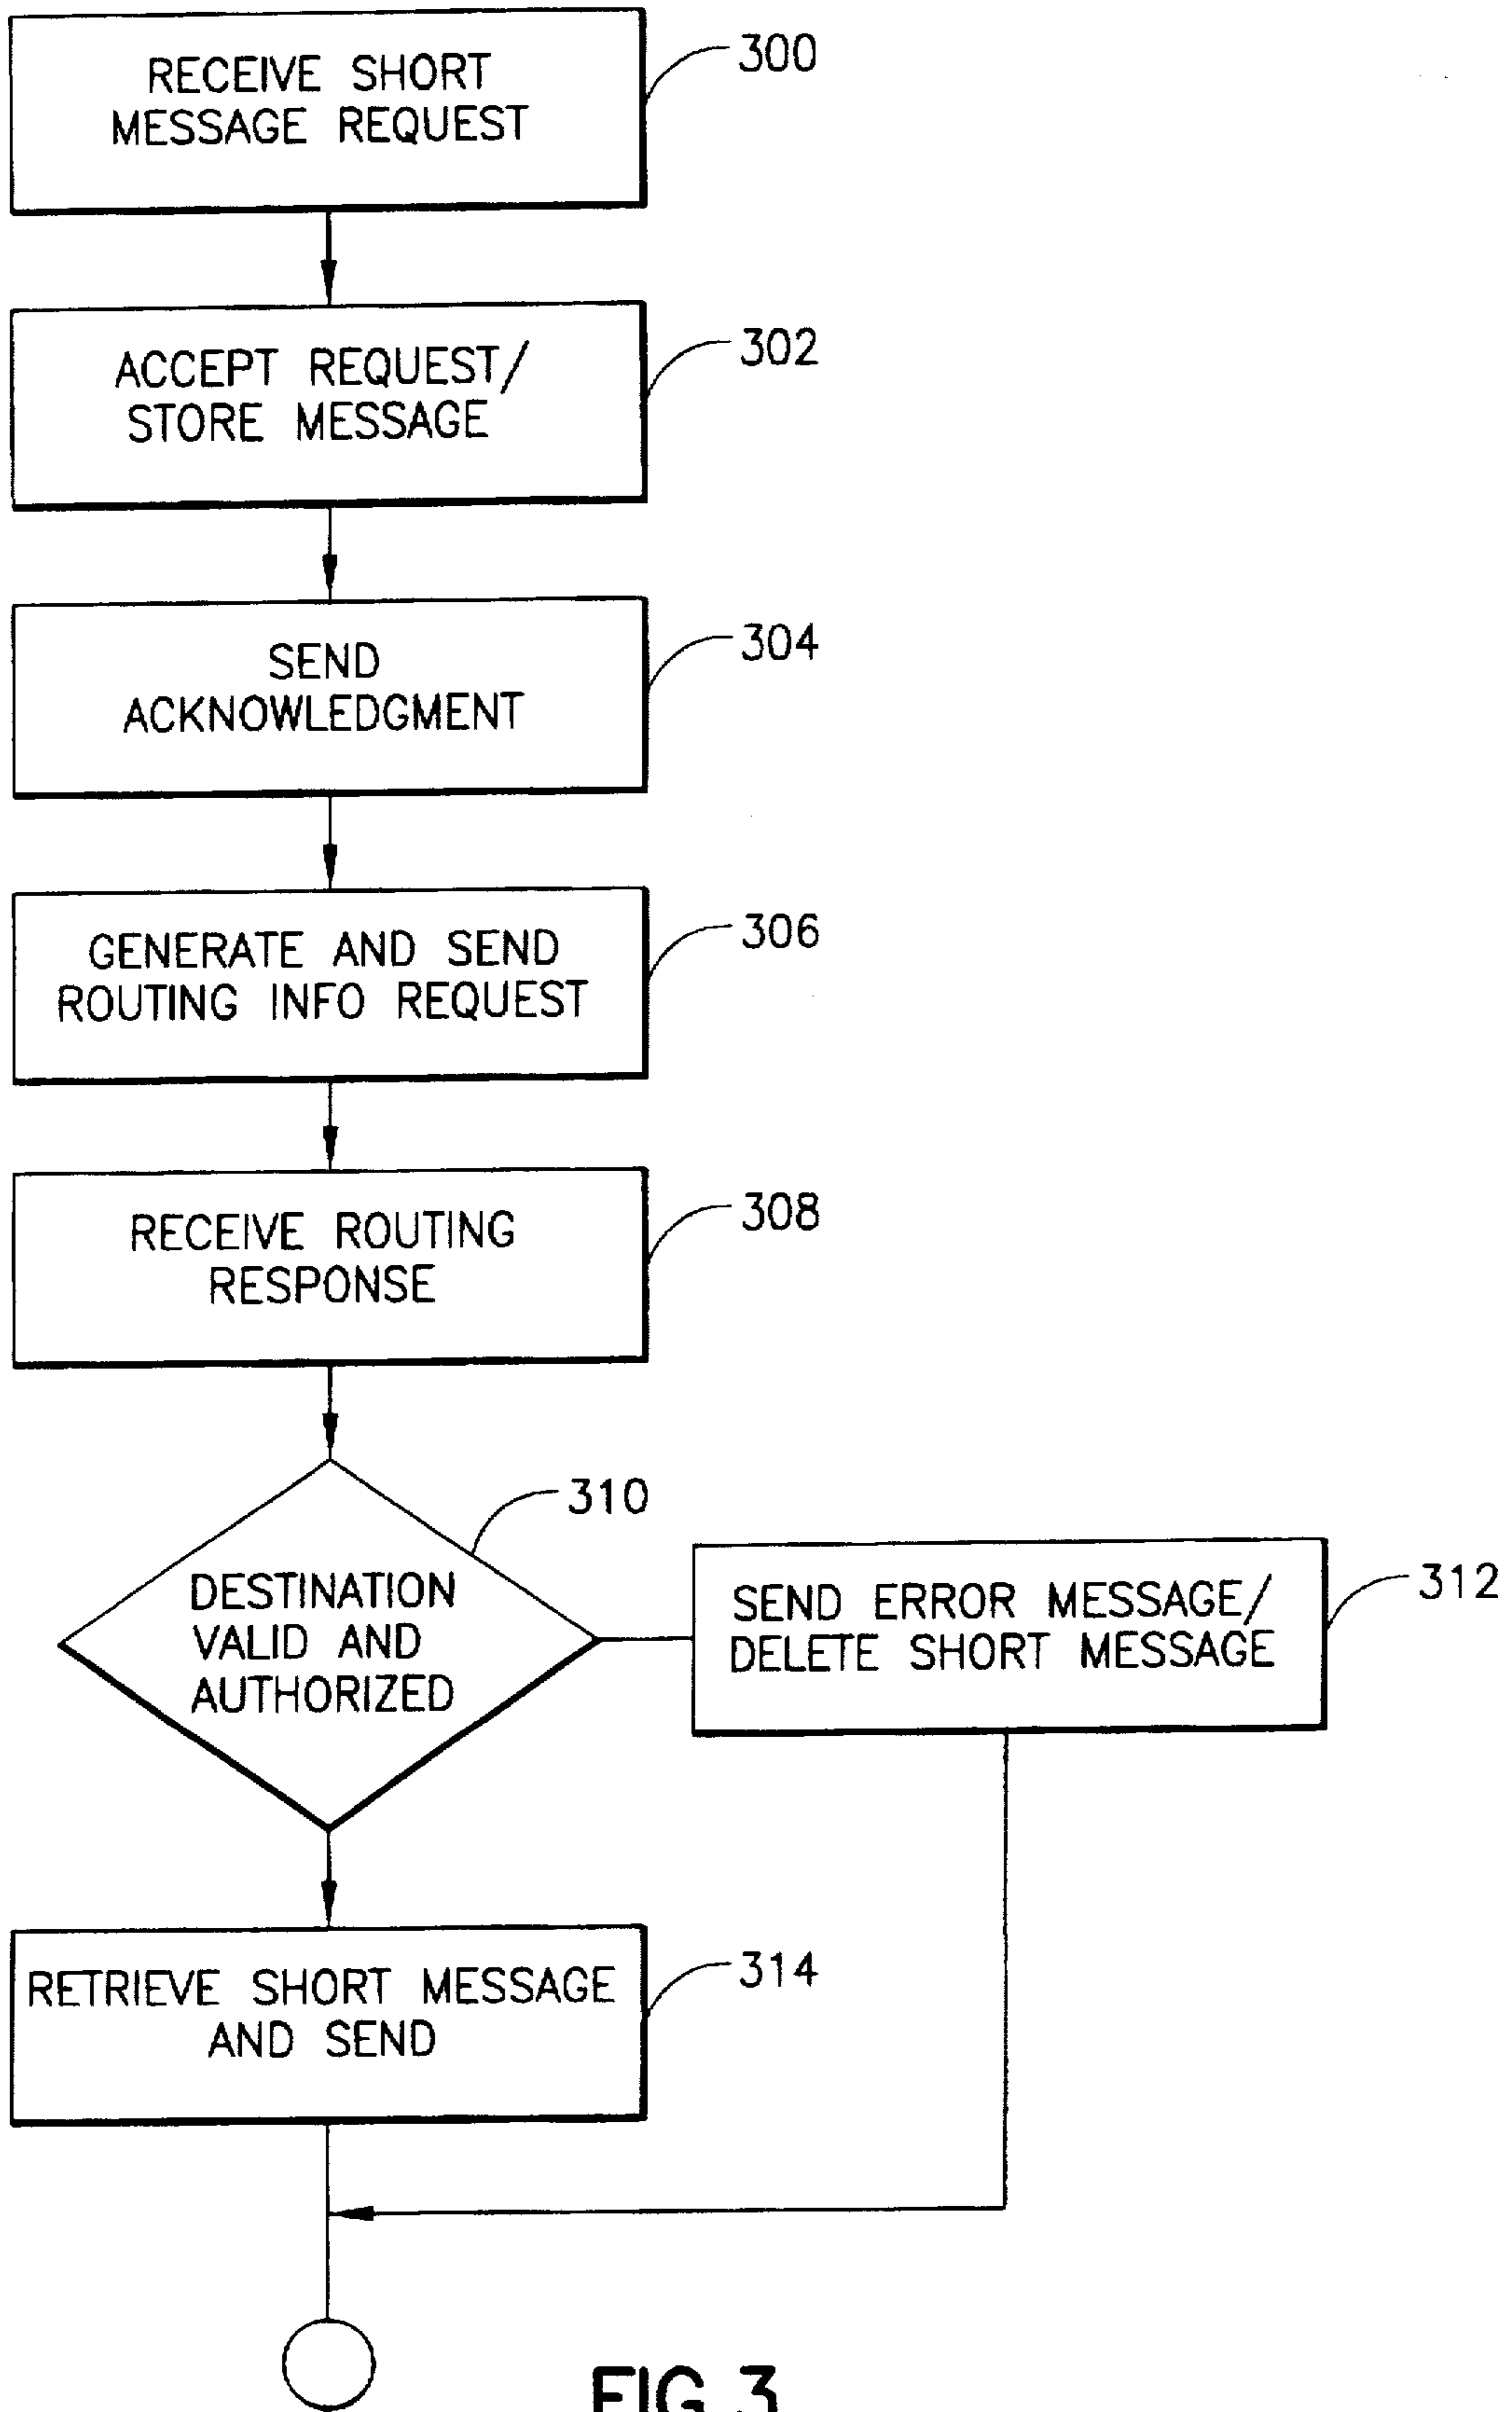 RECEIVE SHORT
MESSAGE REQUEST
300
ACCEPT REQUEST/
STORE MESSAGE
302
SEND
ACKNOWLEDGMENT
304
GENERATE AND SEND
ROUTING INFO REQUEST
306
RECEIVE ROUTING
RESPONSE
308
310
DESTINATION
VALID AND
AUTHORIZED
SEND ERROR MESSAGE/
DELETE SHORT MESSAGE
312
RETRIEVE SHORT MESSAGE
AND SEND
314
FIG.3